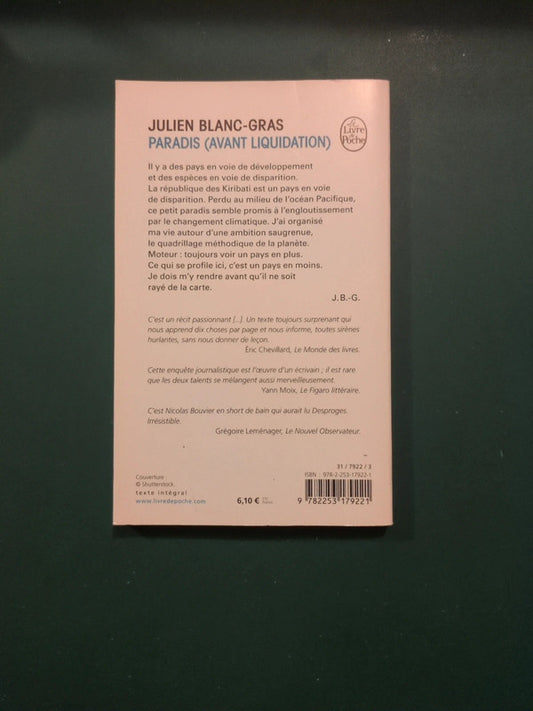 JULIEN BLANC-GRAS
PARADIS (AVANT LIQUIDATION)
Le
Livre
de
Poche
Il y a des pays en voie de développement
et des espèces en voie de disparition.
La république des Kiribati est un pays en voie
de disparition. Perdu au milieu de l'océan Pacifique,
ce petit paradis semble promis à l'engloutissement
par le changement climatique. J'ai organisé
ma vie autour d'une ambition saugrenue,
le quadrillage méthodique de la planète.
Moteur : toujours voir un pays en plus.
Ce qui se profile ici, c'est un pays en moins.
Je dois m'y rendre avant qu'il ne soit
rayé de la carte.
J. B.-G.
C'est un récit passionnant [...]. Un texte toujours surprenant qui
nous apprend dix choses par page et nous informe, toutes sirènes
hurlantes, sans nous donner de leçon.
Éric Chevillard, Le Monde des livres.
Cette enquête journalistique est l'œuvre d'un écrivain ; il est rare
que les deux talents se mélangent aussi merveilleusement.
Yann Moix, Le Figaro littéraire.
C'est Nicolas Bouvier en short de bain qui aurait lu Desproges.
Irrésistible.
Grégoire Leménager, Le Nouvel Observateur.
Couverture
© Shutterstock.
texte intégral
www.livredepoche.com
6,10 €
31 / 7922 / 3
ISBN : 978-2-253-17922-1
9 782253 179221